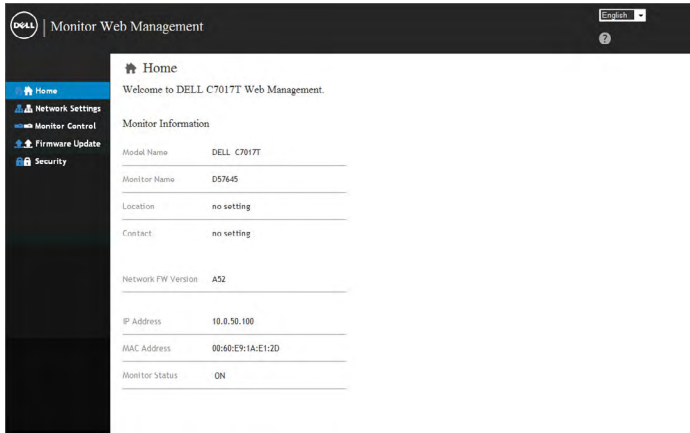 DELL | Monitor Web Management
English
?
Home
Network Settings
Monitor Control
Firmware Update
Security
Home
Welcome to DELL C7017T Web Management.
Monitor Information
Model Name DELL C7017T
Monitor Name D57645
Location no setting
Contact no setting
Network FW Version A52
IP Address 10.0.50.100
MAC Address 00:60:E9:1A:E1:2D
Monitor Status ON